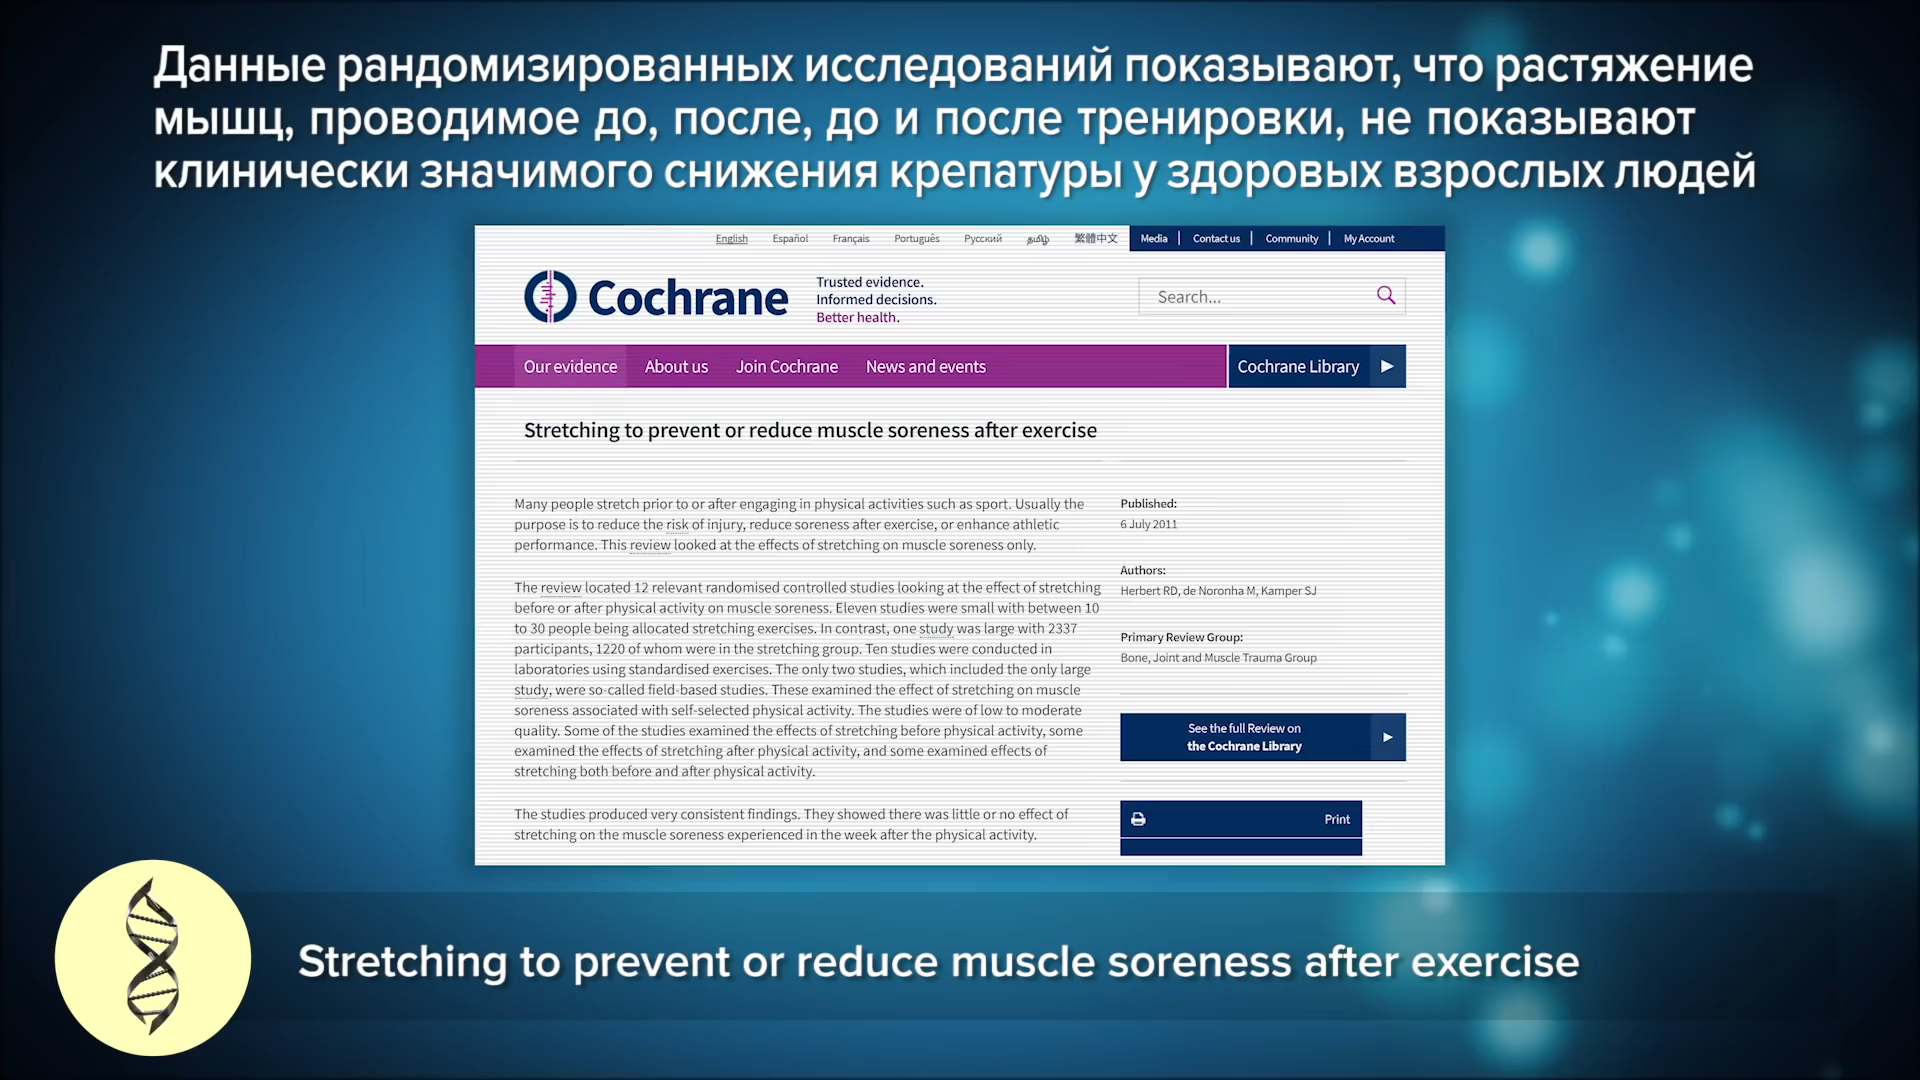 Данные рандомизированных исследований показывают, что растяжение
мышц, проводимое до, после, до и после тренировки, не показывают
клинически значимого снижения крепатуры у здоровых взрослых людей
English Español Français Português Русский தமிழ் 繁體中文 Media Contact us Community My Account
Cochrane
Trusted evidence.
Informed decisions.
Better health.
Search...
Our evidence About us Join Cochrane News and events Cochrane Library
Stretching to prevent or reduce muscle soreness after exercise
Many people stretch prior to or after engaging in physical activities such as sport. Usually the
purpose is to reduce the risk of injury, reduce soreness after exercise, or enhance athletic
performance. This review looked at the effects of stretching on muscle soreness only.
The review located 12 relevant randomised controlled studies looking at the effect of stretching
before or after physical activity on muscle soreness. Eleven studies were small with between 10
to 30 people being allocated stretching exercises. In contrast, one study was large with 2337
participants, 1220 of whom were in the stretching group. Ten studies were conducted in
laboratories using standardised exercises. The only two studies, which included the only large
study, were so-called field-based studies. These examined the effect of stretching on muscle
soreness associated with self-selected physical activity. The studies were of low to moderate
quality. Some of the studies examined the effects of stretching before physical activity, some
examined the effects of stretching after physical activity, and some examined effects of
stretching both before and after physical activity.
The studies produced very consistent findings. They showed there was little or no effect of
stretching on the muscle soreness experienced in the week after the physical activity.
Published:
6 July 2011
Authors:
Herbert RD, de Noronha M, Kamper SJ
Primary Review Group:
Bone, Joint and Muscle Trauma Group
See the full Review on
the Cochrane Library
Print
Stretching to prevent or reduce muscle soreness after exercise